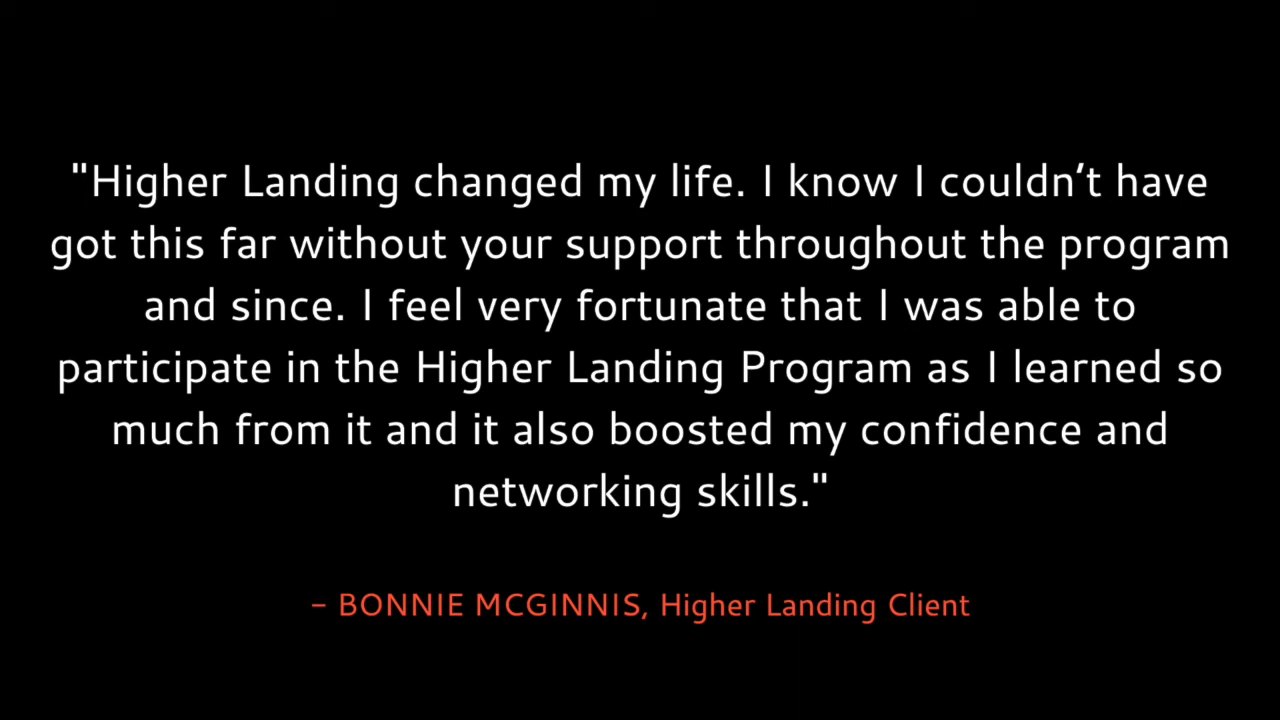 "Higher Landing changed my life. I know I couldn’t have
got this far without your support throughout the program
and since. I feel very fortunate that I was able to
participate in the Higher Landing Program as I learned so
much from it and it also boosted my confidence and
networking skills."
– BONNIE MCGINNIS, Higher Landing Client